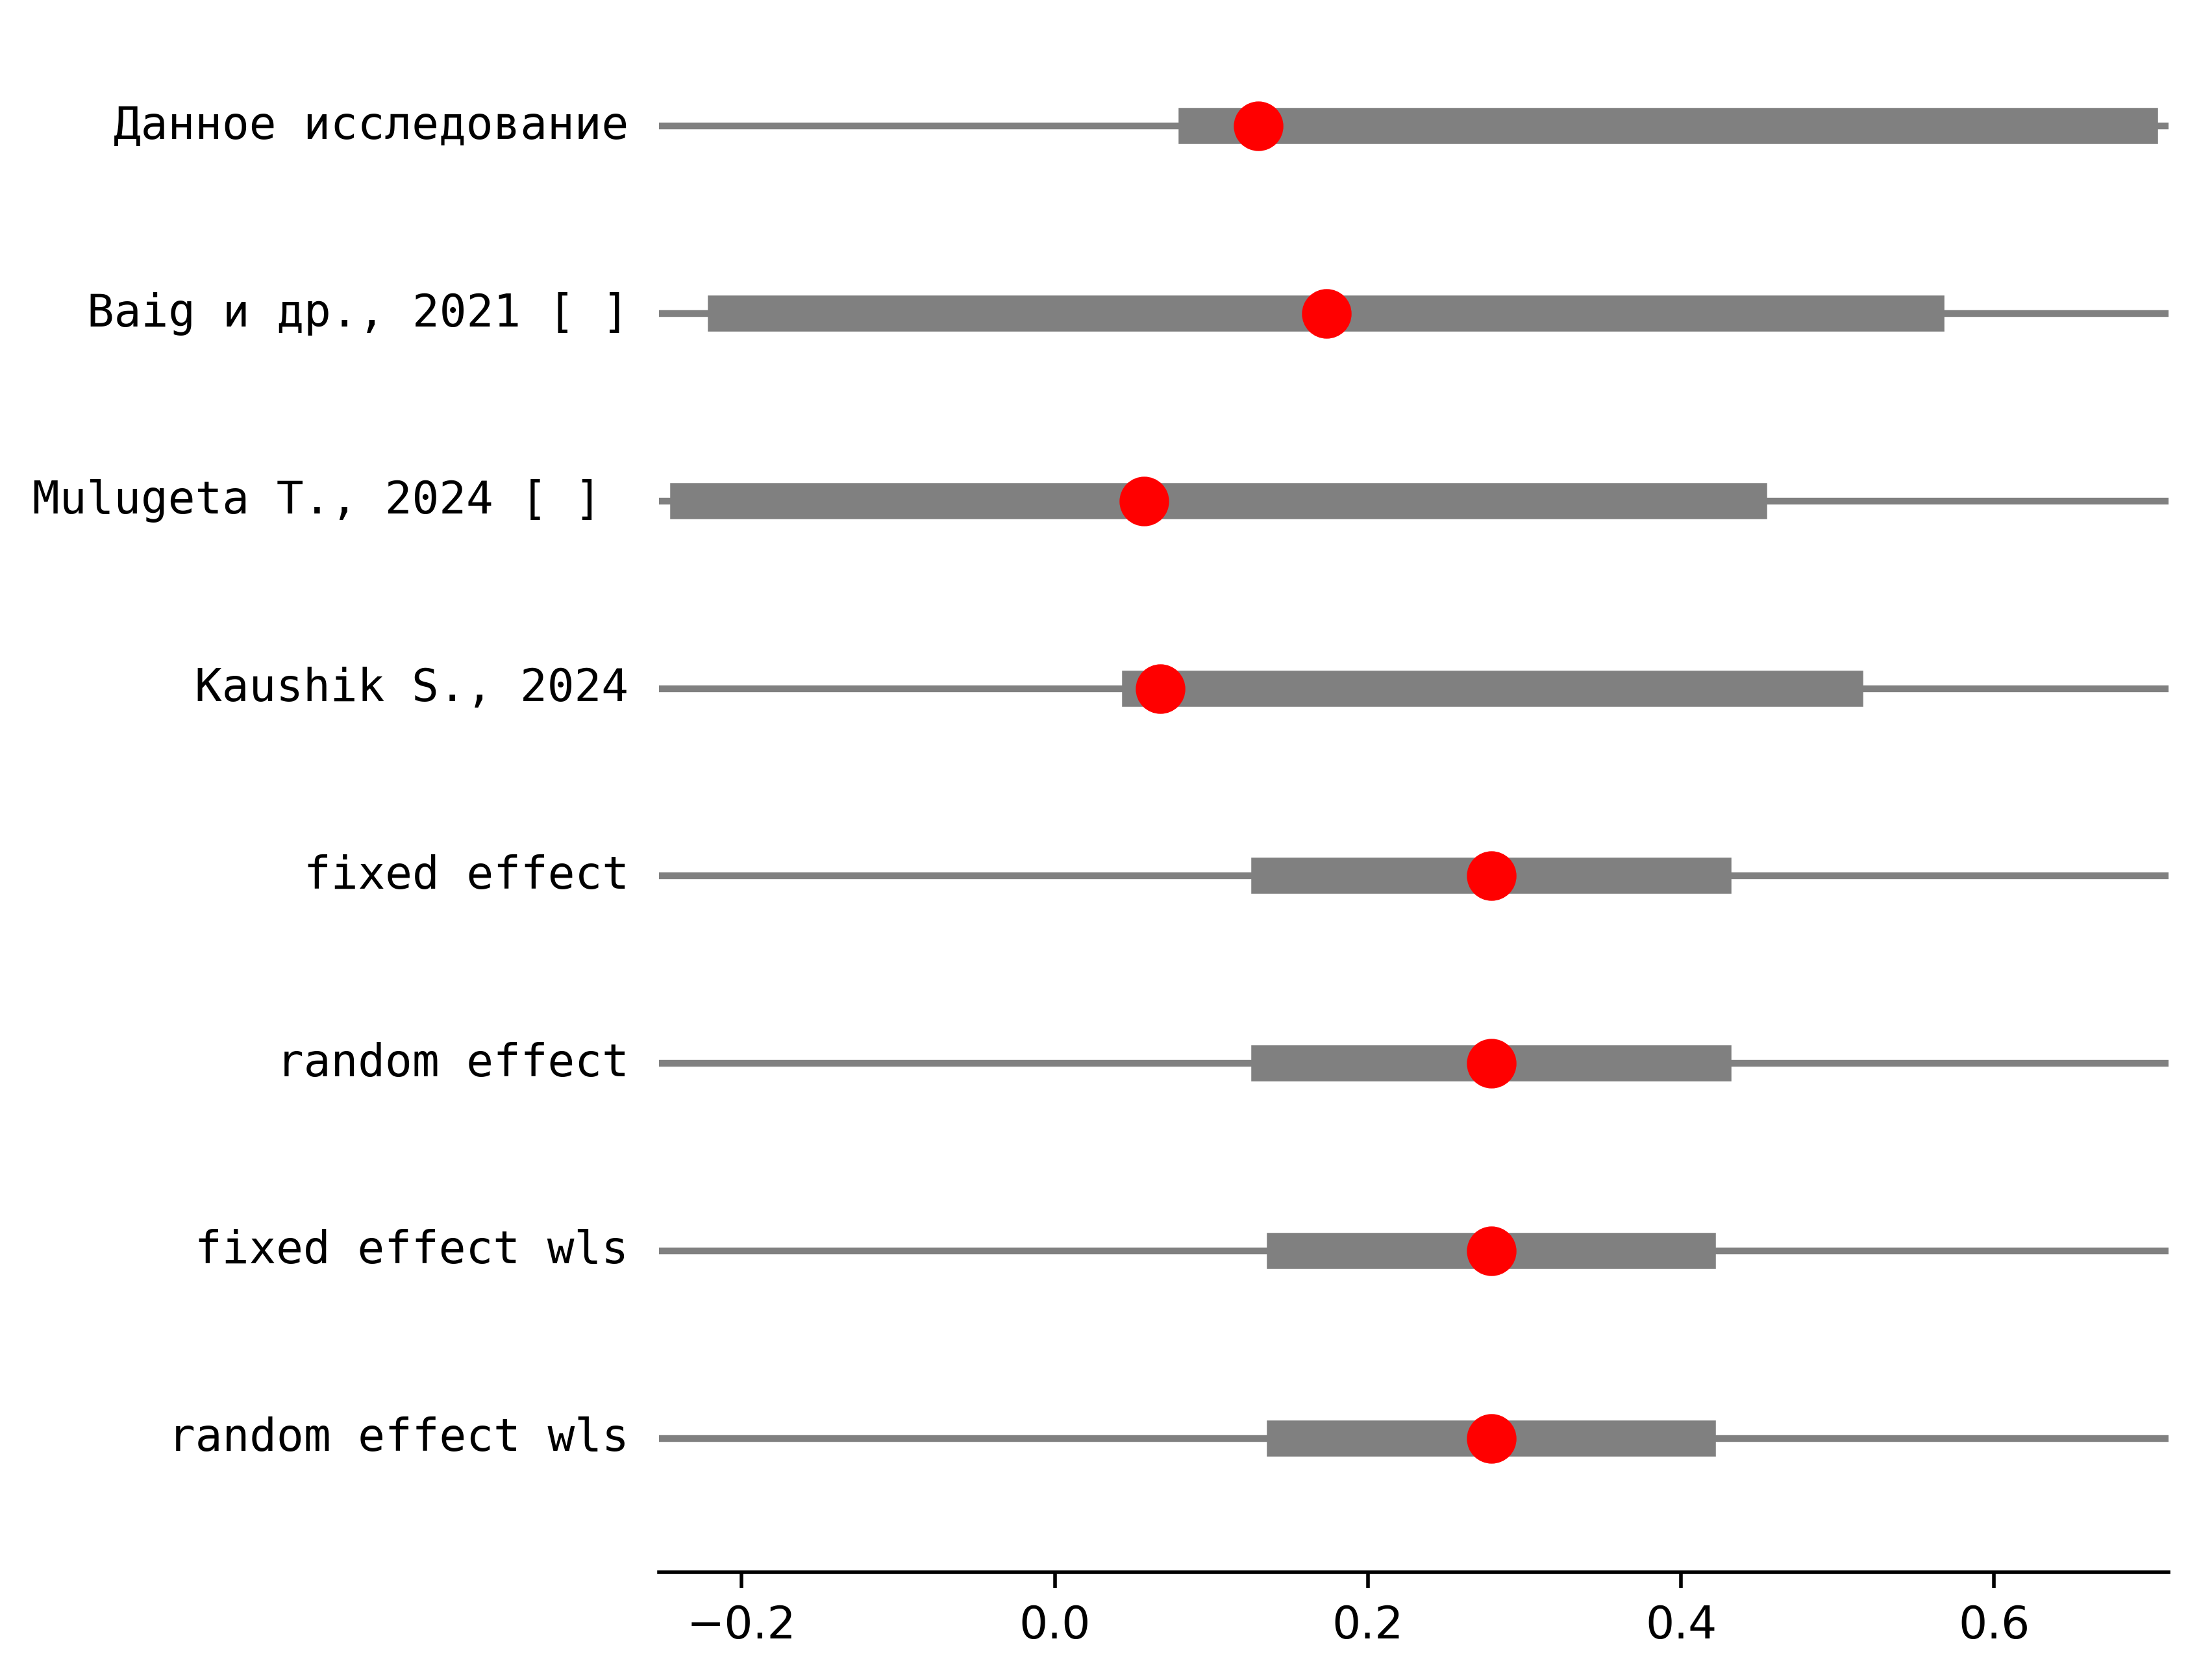 Данное исследование
Baig и др., 2021 [ ]
Mulugeta T., 2024 [ ]
Kaushik S., 2024
fixed effect
random effect
fixed effect wls
random effect wls
−0.2 0.0 0.2 0.4 0.6